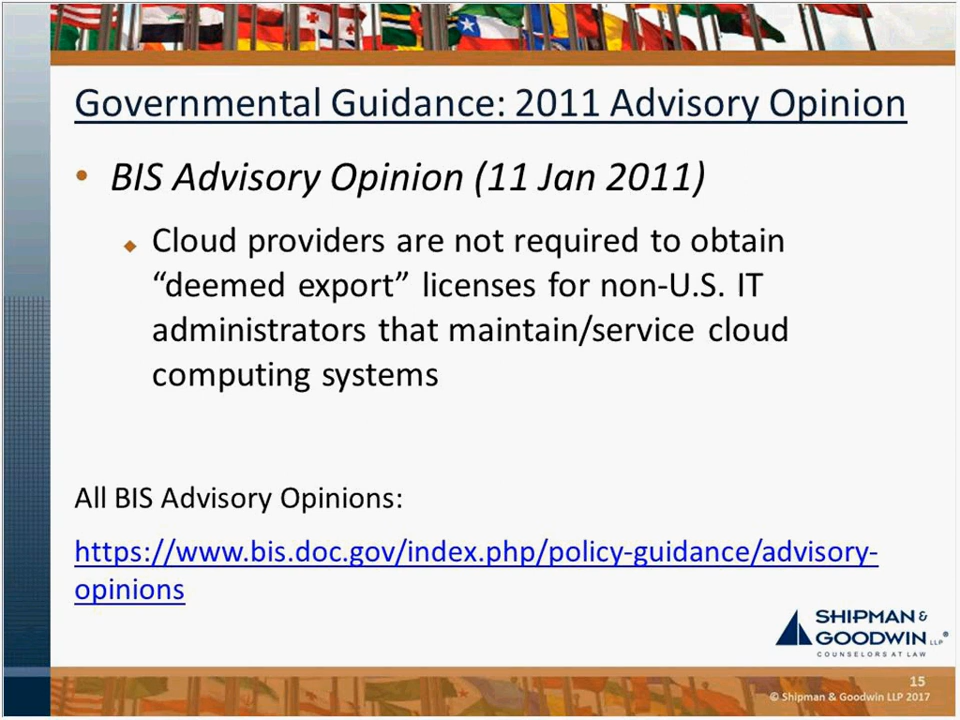 Governmental Guidance: 2011 Advisory Opinion
• BIS Advisory Opinion (11 Jan 2011)
◆ Cloud providers are not required to obtain
“deemed export” licenses for non-U.S. IT
administrators that maintain/service cloud
computing systems
All BIS Advisory Opinions:
https://www.bis.doc.gov/index.php/policy-guidance/advisory-
opinions
SHIPMAN &
GOODWIN LLP®
COUNSELORS AT LAW
15
© Shipman & Goodwin LLP 2017